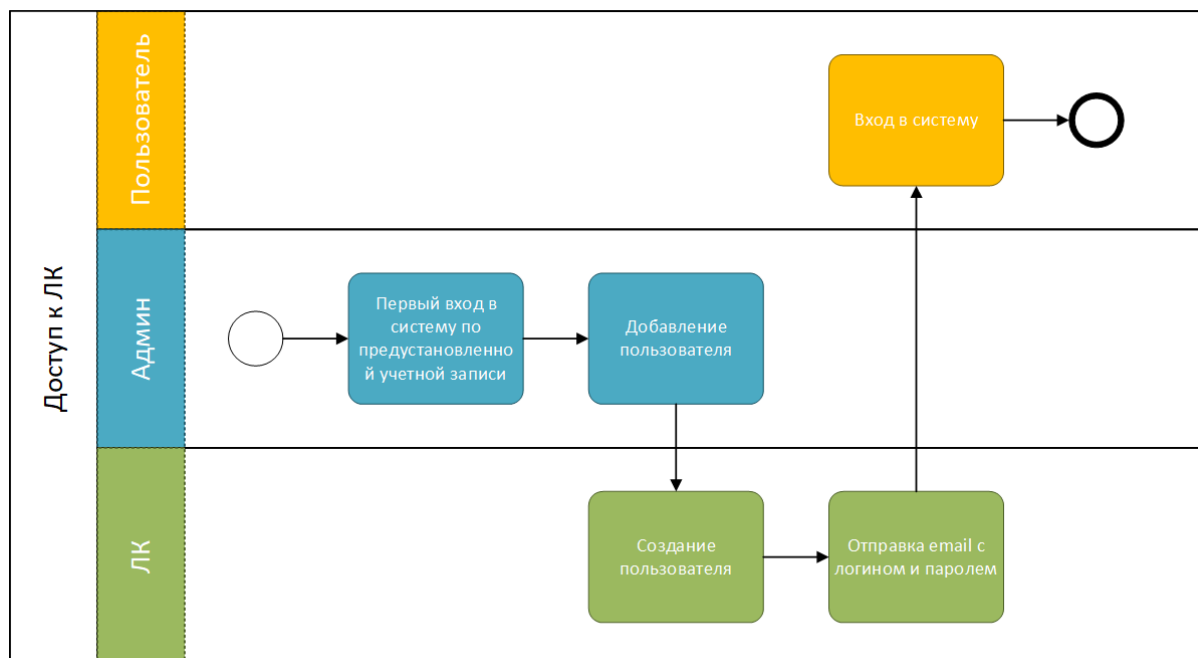 Доступ к ЛК
Пользователь
Вход в систему
Админ
Первый вход в
систему по
предустановленно
й учетной записи
Добавление
пользователя
ЛК
Создание
пользователя
Отправка email с
логином и паролем